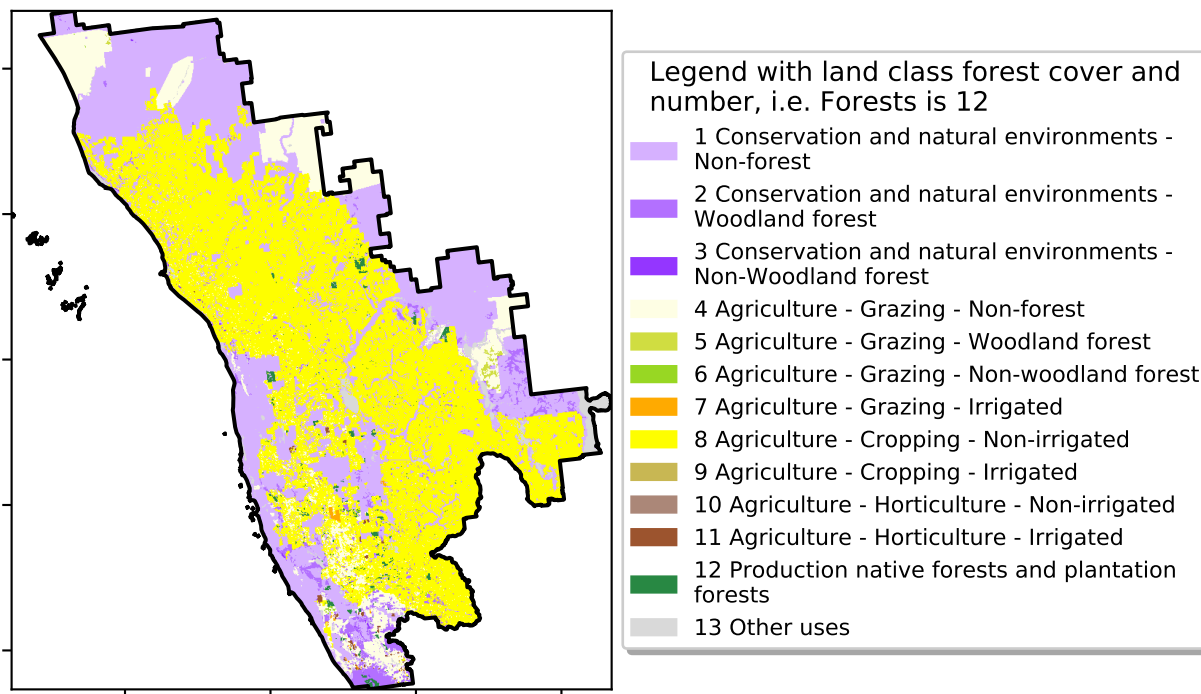 Legend with land class forest cover and
number, i.e. Forests is 12
1 Conservation and natural environments -
Non-forest
2 Conservation and natural environments -
Woodland forest
3 Conservation and natural environments -
Non-Woodland forest
4 Agriculture - Grazing - Non-forest
5 Agriculture - Grazing - Woodland forest
6 Agriculture - Grazing - Non-woodland forest
7 Agriculture - Grazing - Irrigated
8 Agriculture - Cropping - Non-irrigated
9 Agriculture - Cropping - Irrigated
10 Agriculture - Horticulture - Non-irrigated
11 Agriculture - Horticulture - Irrigated
12 Production native forests and plantation
forests
13 Other uses